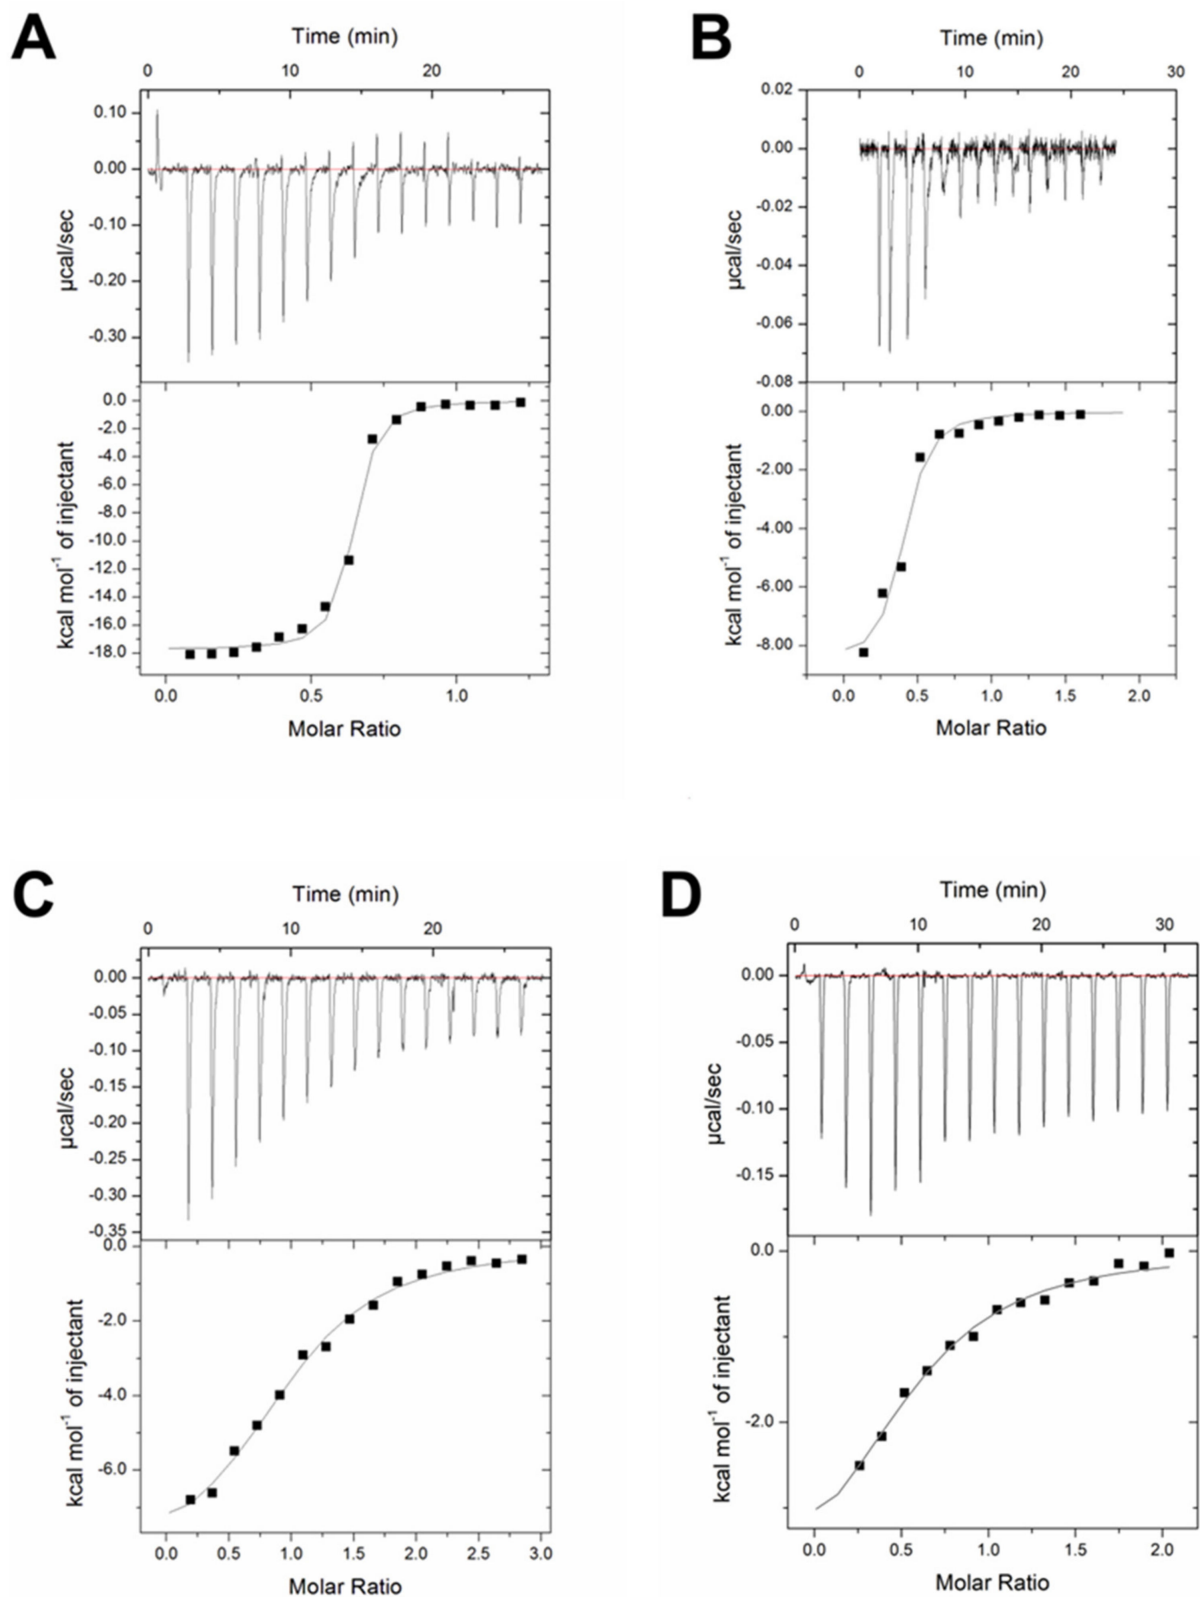 A
Time (min)
0 10 20
0.10
0.00
-0.10
-0.20
-0.30
µcal/sec
0.0
-2.0
-4.0
-6.0
-8.0
-10.0
-12.0
-14.0
-16.0
-18.0
kcal mol⁻¹ of injectant
0.0 0.5 1.0
Molar Ratio
B
Time (min)
0 10 20 30
0.02
0.00
-0.02
-0.04
-0.06
-0.08
µcal/sec
0.00
-2.00
-4.00
-6.00
-8.00
kcal mol⁻¹ of injectant
0.0 0.5 1.0 1.5 2.0
Molar Ratio
C
Time (min)
0 10 20
0.00
-0.05
-0.10
-0.15
-0.20
-0.25
-0.30
-0.35
µcal/sec
0.0
-2.0
-4.0
-6.0
kcal mol⁻¹ of injectant
0.0 0.5 1.0 1.5 2.0 2.5 3.0
Molar Ratio
D
Time (min)
0 10 20 30
0.00
-0.05
-0.10
-0.15
µcal/sec
0.0
-2.0
kcal mol⁻¹ of injectant
0.0 0.5 1.0 1.5 2.0
Molar Ratio